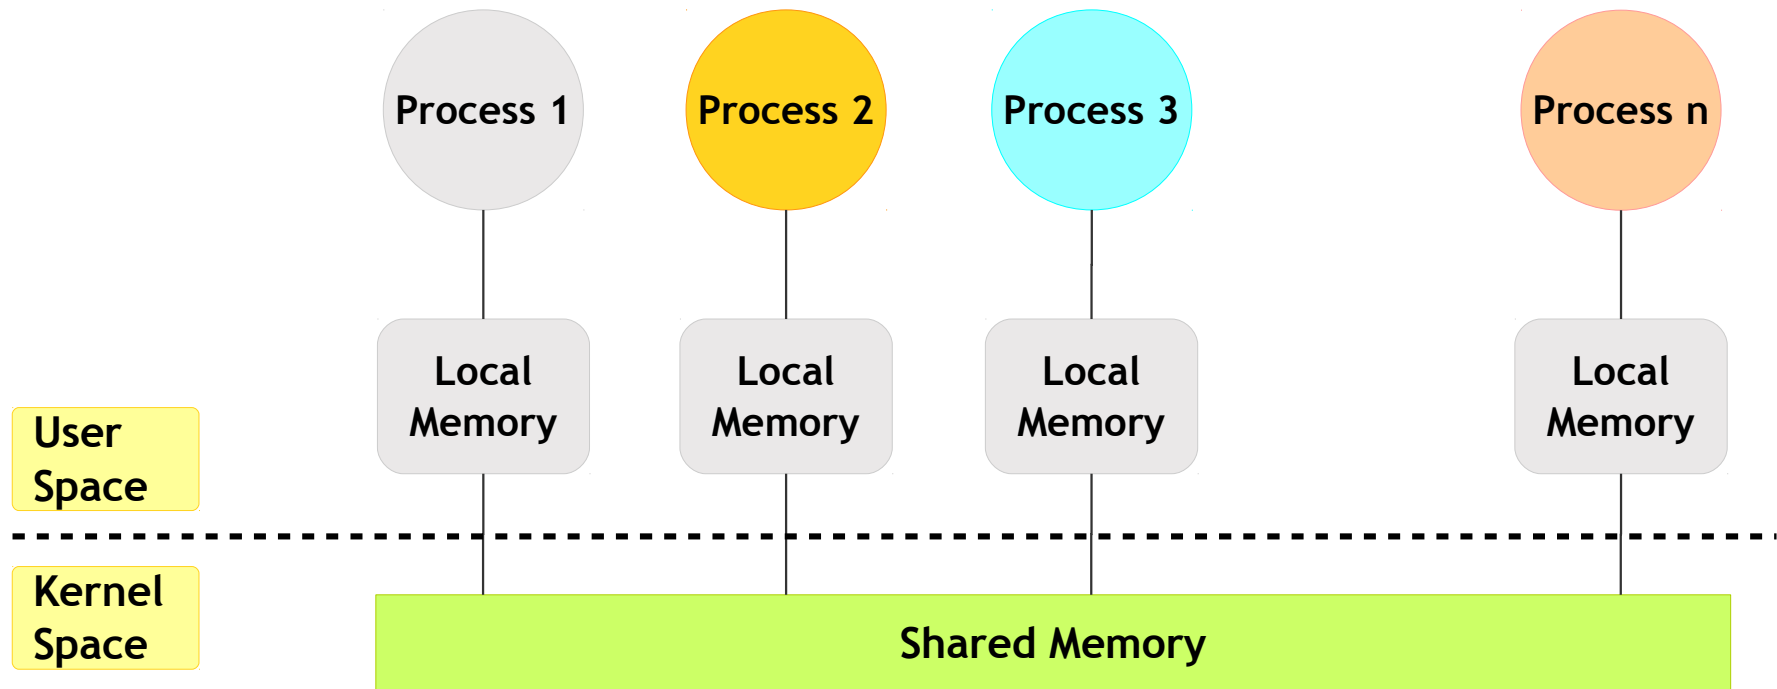 Process 1
Process 2
Process 3
Process n
Local
Memory
Local
Memory
Local
Memory
Local
Memory
User
Space
Kernel
Space
Shared Memory